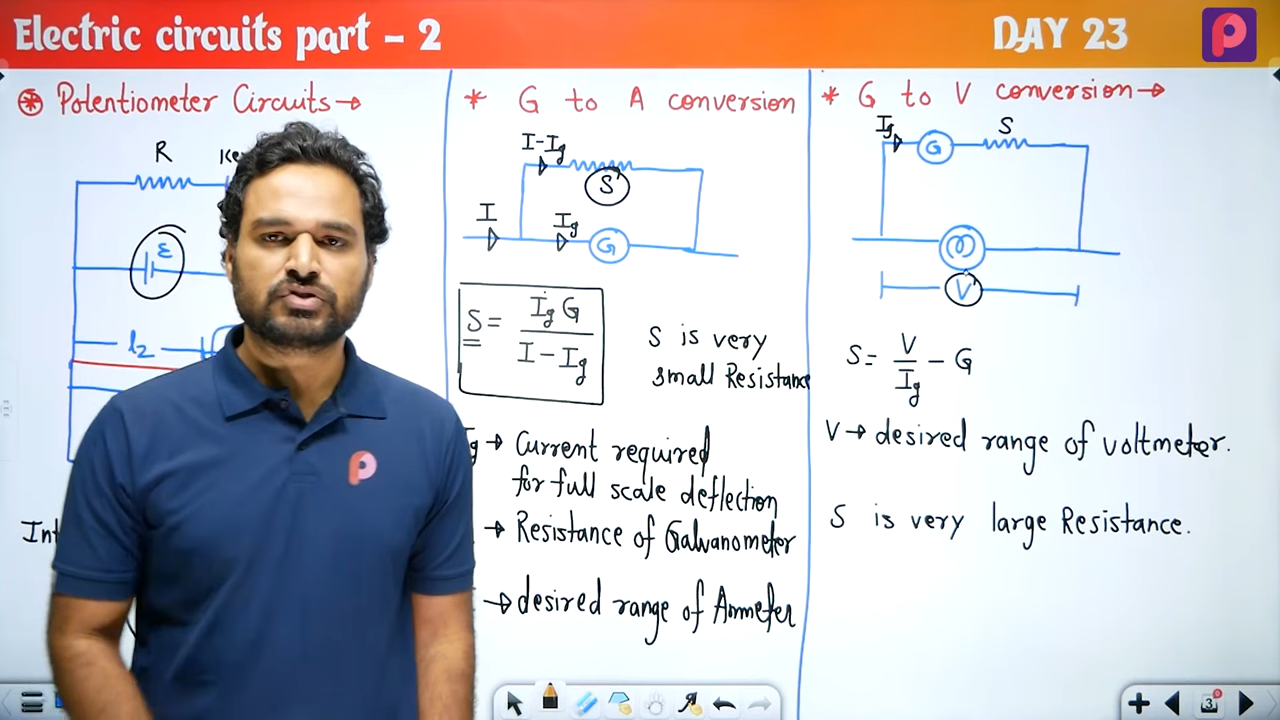 Electric circuits part – 2
DAY 23
Potentiometer Circuits→
R
ε
l2
* G to A conversion
I-Ig
S
I
Ig
G
S = Ig G
I - Ig
S is very
small Resistance
→ Current required
for full scale deflection
→ Resistance of Galvanometer
→ desired range of Ammeter
* G to V conversion→
Ig
G
S
V
S = V/Ig - G
V→ desired range of voltmeter.
S is very large Resistance.
3